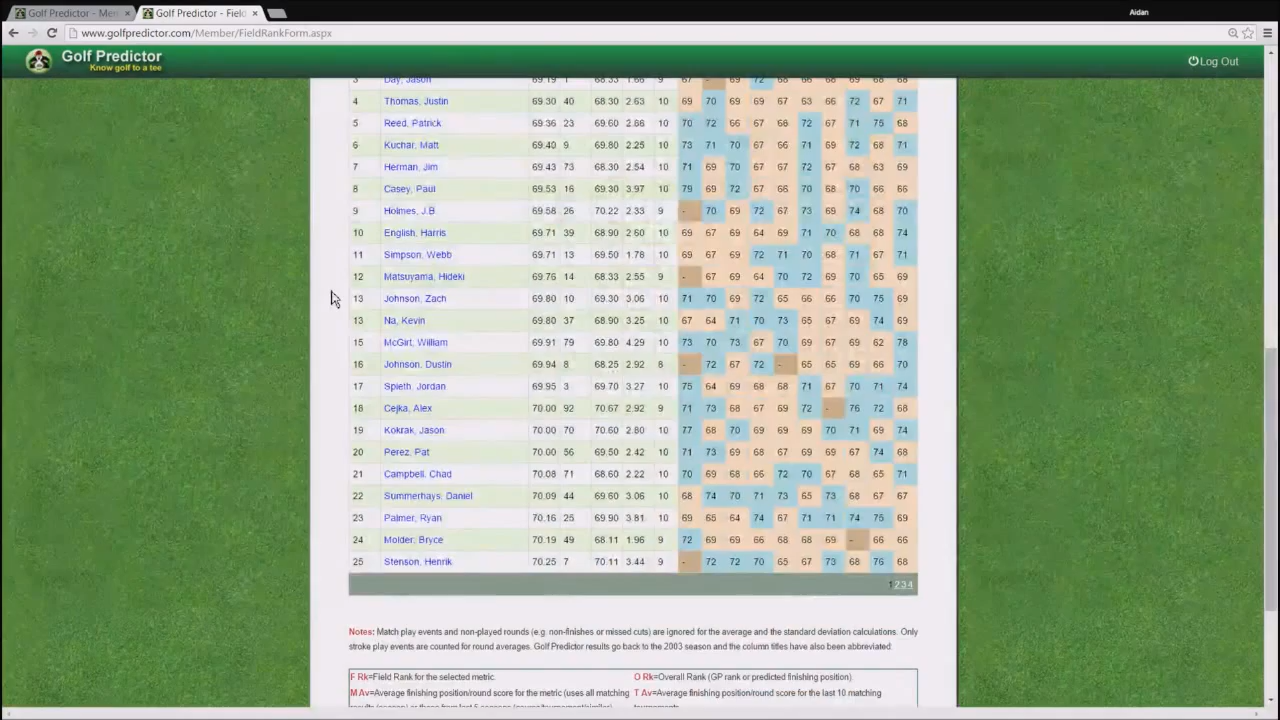 Golf Predictor - Mem × Golf Predictor - Field × Aidan
www.golfpredictor.com/Member/FieldRankForm.aspx
Golf Predictor
Know golf to a tee
Log Out
3 Day, Jason 69.19 1 68.33 1.66 9 67 - 69 72 68 66 68 69 68 68
4 Thomas, Justin 69.30 40 68.30 2.63 10 69 70 69 69 67 63 66 72 67 71
5 Reed, Patrick 69.36 23 69.60 2.86 10 70 72 66 67 68 72 67 71 75 68
6 Kuchar, Matt 69.40 9 69.80 2.25 10 73 71 70 67 66 71 69 72 68 71
7 Herman, Jim 69.43 73 68.30 2.54 10 71 69 70 67 67 72 67 68 63 69
8 Casey, Paul 69.53 16 69.30 3.97 10 79 69 72 67 66 70 68 70 66 66
9 Holmes, J.B. 69.58 26 70.22 2.33 9 - 70 69 72 67 73 69 74 68 70
10 English, Harris 69.71 39 68.90 2.60 10 69 67 69 64 69 71 70 68 68 74
11 Simpson, Webb 69.71 13 69.50 1.78 10 69 67 69 72 71 70 68 71 67 71
12 Matsuyama, Hideki 69.76 14 68.33 2.55 9 - 67 69 64 70 72 69 70 65 69
13 Johnson, Zach 69.80 10 69.30 3.06 10 71 70 69 72 65 66 66 70 75 69
13 Na, Kevin 69.80 37 68.90 3.25 10 67 64 71 70 73 65 67 69 74 69
15 McGirt, William 69.91 79 69.80 4.29 10 73 70 73 67 70 69 67 69 62 78
16 Johnson, Dustin 69.94 8 68.25 2.92 8 - 72 67 72 - 65 65 69 66 70
17 Spieth, Jordan 69.95 3 69.70 3.27 10 75 64 69 68 68 71 67 70 71 74
18 Cejka, Alex 70.00 92 70.67 2.92 9 71 73 68 67 69 72 - 76 72 68
19 Kokrak, Jason 70.00 70 70.60 2.80 10 77 68 70 69 69 69 70 71 69 74
20 Perez, Pat 70.00 56 69.50 2.42 10 71 73 69 68 67 69 69 67 74 68
21 Campbell, Chad 70.08 71 68.60 2.22 10 70 69 68 66 72 70 67 68 65 71
22 Summerhays, Daniel 70.09 44 69.60 3.06 10 68 74 70 71 73 65 73 68 67 67
23 Palmer, Ryan 70.16 25 69.90 3.81 10 69 65 64 74 67 71 71 74 75 69
24 Molder, Bryce 70.19 49 68.11 1.96 9 72 69 69 66 68 68 69 - 66 66
25 Stenson, Henrik 70.25 7 70.11 3.44 9 - 72 72 70 65 67 73 68 76 68
1 2 3 4
Notes: Match play events and non-played rounds (e.g. non-finishes or missed cuts) are ignored for the average and the standard deviation calculations. Only
stroke play events are counted for round averages. Golf Predictor results go back to the 2003 season and the column titles have also been abbreviated:
F Rk=Field Rank for the selected metric. O Rk=Overall Rank (GP rank or predicted finishing position).
M Av=Average finishing position/round score for the metric (uses all matching T Av=Average finishing position/round score for the last 10 matching